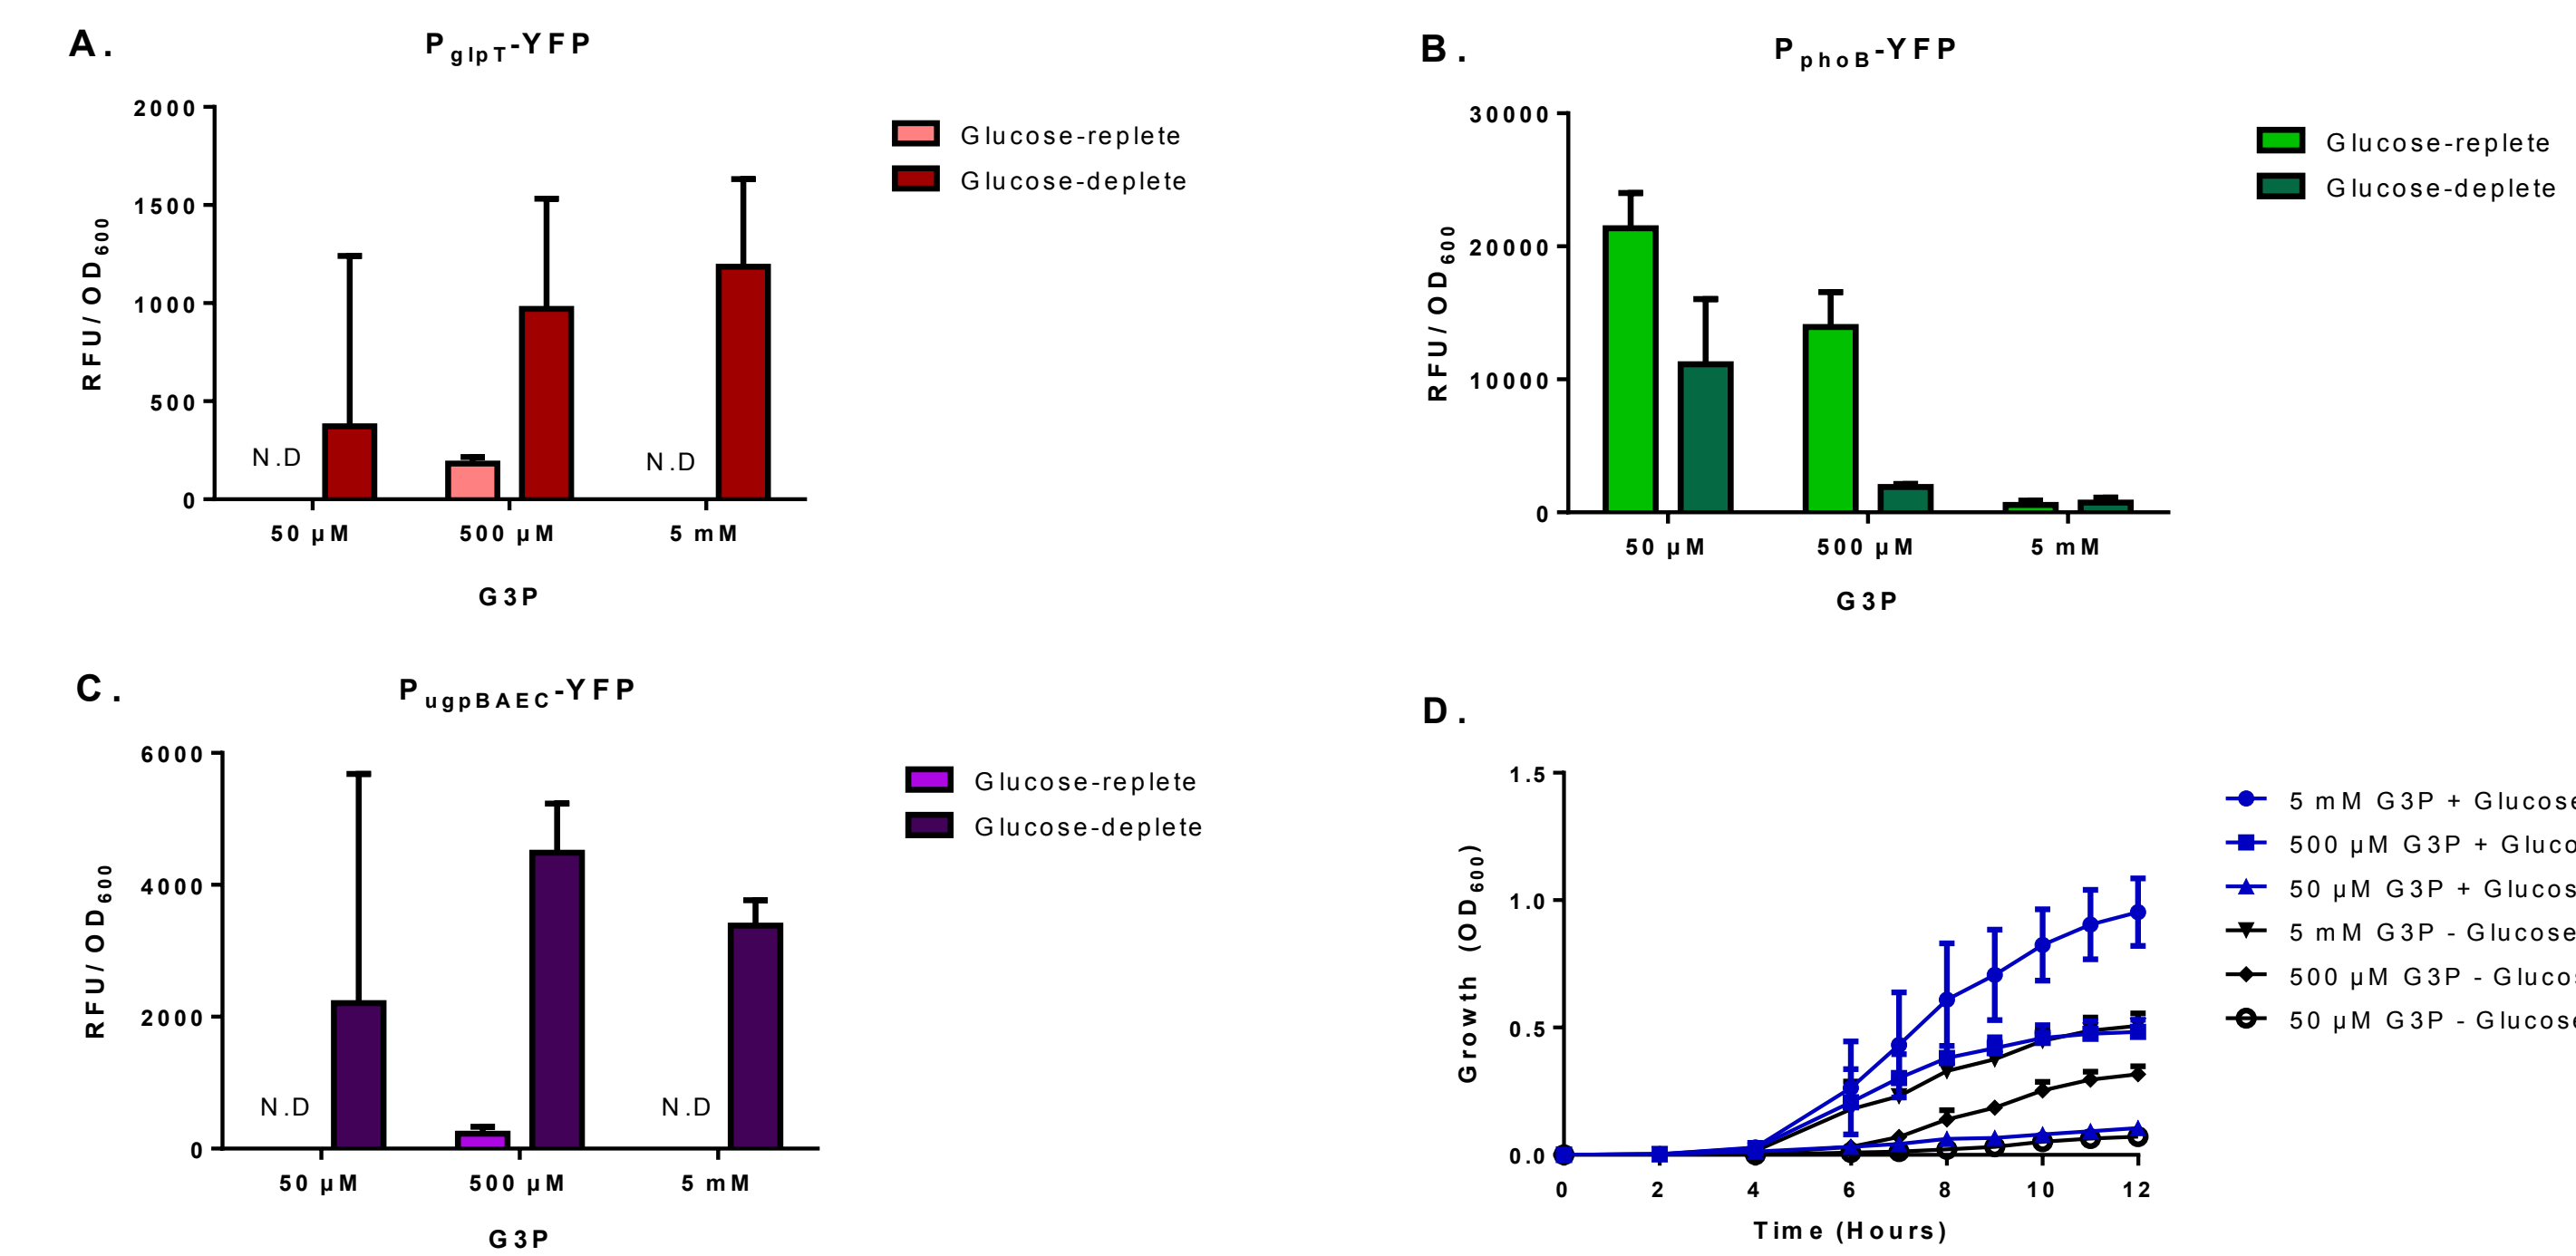 A.
PglpT-YFP
2000
1500
1000
500
0
RFU/OD600
N.D
N.D
50 µM
500 µM
5 mM
G3P
Glucose-replete
Glucose-deplete
B.
PphoB-YFP
30000
20000
10000
0
RFU/OD600
50 µM
500 µM
5 mM
G3P
Glucose-replete
Glucose-deplete
C.
PugpBAEC-YFP
6000
4000
2000
0
RFU/OD600
N.D
N.D
50 µM
500 µM
5 mM
G3P
Glucose-replete
Glucose-deplete
D.
1.5
1.0
0.5
0.0
Growth (OD600)
0 2 4 6 8 10 12
Time (Hours)
5 mM G3P + Glucose
500 µM G3P + Gluco
50 µM G3P + Glucos
5 mM G3P - Glucose
500 µM G3P - Gluco
50 µM G3P - Glucose